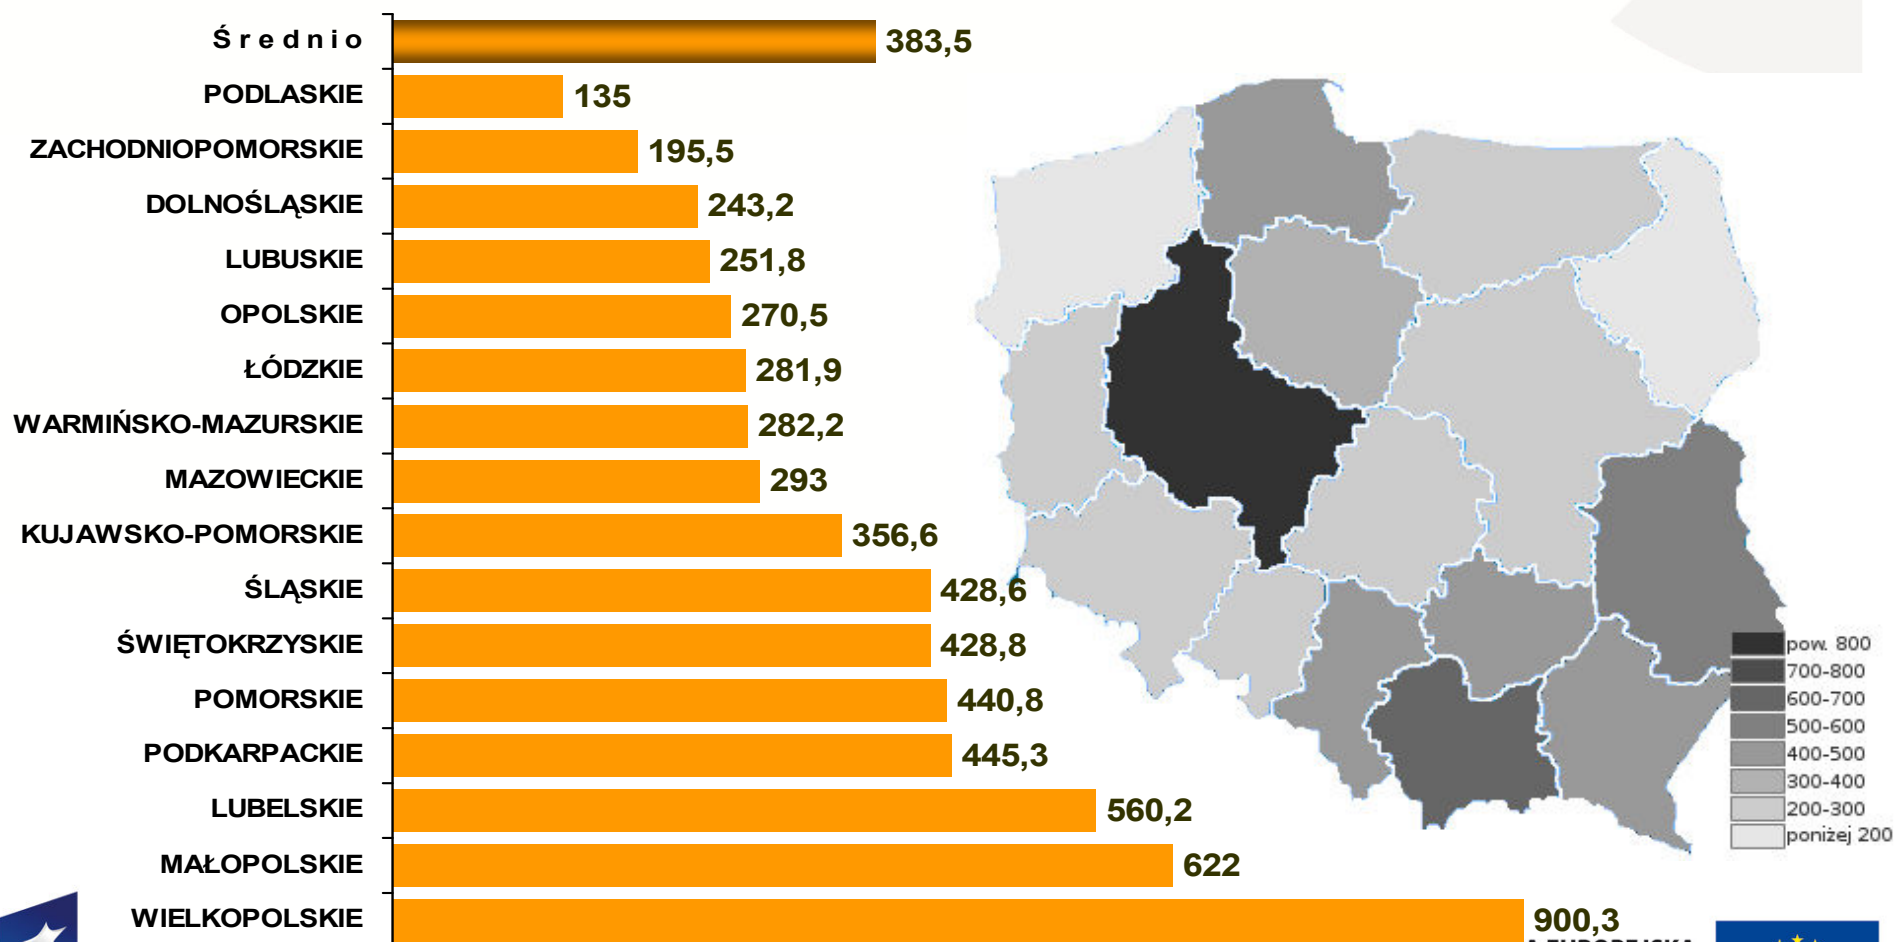 Średnio 383,5
PODLASKIE 135
ZACHODNIOPOMORSKIE 195,5
DOLNOŚLĄSKIE 243,2
LUBUSKIE 251,8
OPOLSKIE 270,5
ŁÓDZKIE 281,9
WARMIŃSKO-MAZURSKIE 282,2
MAZOWIECKIE 293
KUJAWSKO-POMORSKIE 356,6
ŚLĄSKIE 428,6
ŚWIĘTOKRZYSKIE 428,8
POMORSKIE 440,8
PODKARPACKIE 445,3
LUBELSKIE 560,2
MAŁOPOLSKIE 622
WIELKOPOLSKIE 900,3
pow. 800
700-800
600-700
500-600
400-500
300-400
200-300
poniżej 200
EUROPEJSKA